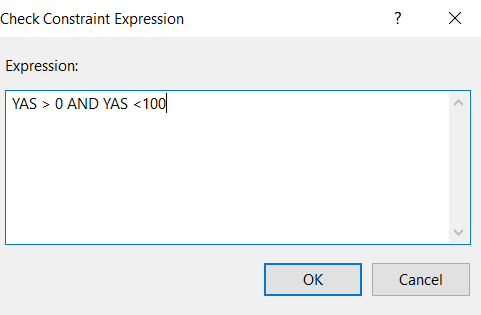 Check Constraint Expression ?
Expression:
YAS > 0 AND YAS <100
OK Cancel